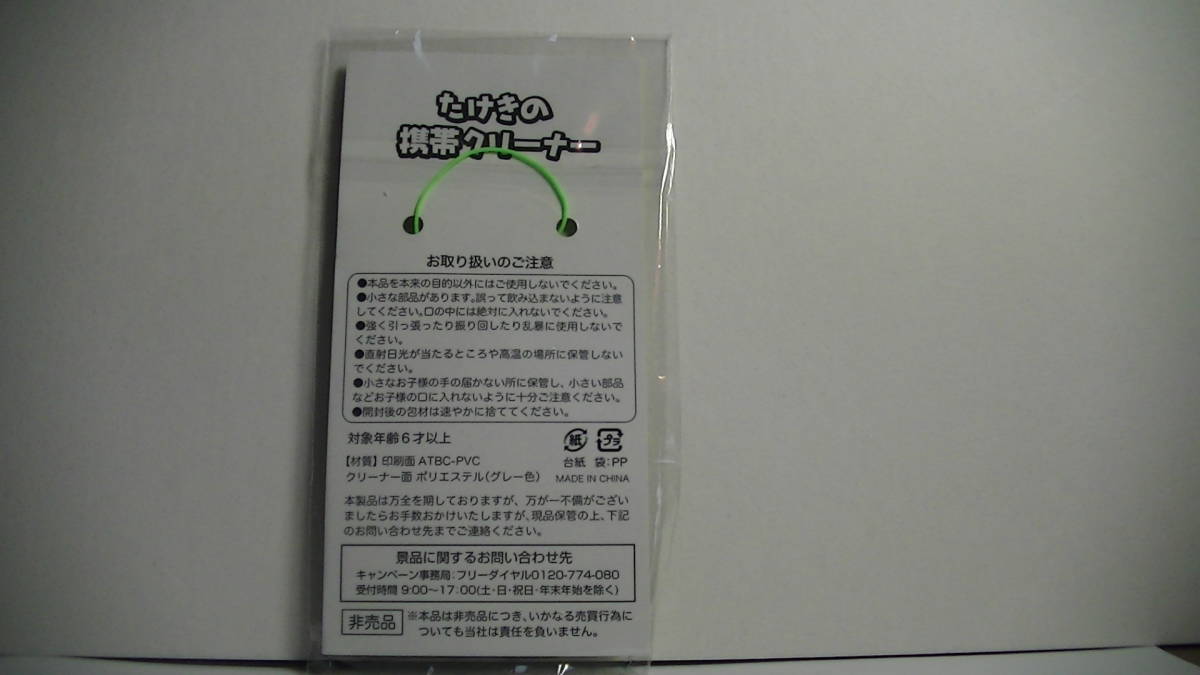 たけきの
携帯クリーナー
お取り扱いのご注意
●本品を本来の目的以外にはご使用しないでください。
●小さな部品があります。誤って飲み込まないように注意
してください。口の中には絶対に入れないでください。
●強く引っ張ったり振り回したり乱暴に使用しないで
ください。
●直射日光が当たるところや高温の場所に保管しない
でください。
●小さなお子様の手の届かない所に保管し、小さい部品
などお子様の口に入れないように十分ご注意ください。
●開封後の包材は速やかに捨ててください。
対象年齢6才以上
紙 プラ
【材質】印刷面 ATBC-PVC
台紙 袋:PP
クリーナー面 ポリエステル(グレー色)
MADE IN CHINA
本製品は万全を期しておりますが、万が一不備がござい
ましたらお手数おかけいたしますが、現品保管の上、下記
のお問い合わせ先までご連絡ください。
景品に関するお問い合わせ先
キャンペーン事務局:フリーダイヤル0120-774-080
受付時間 9:00~17:00(土・日・祝日・年末年始を除く)
非売品
※本品は非売品につき、いかなる売買行為に
ついても当社は責任を負いません。